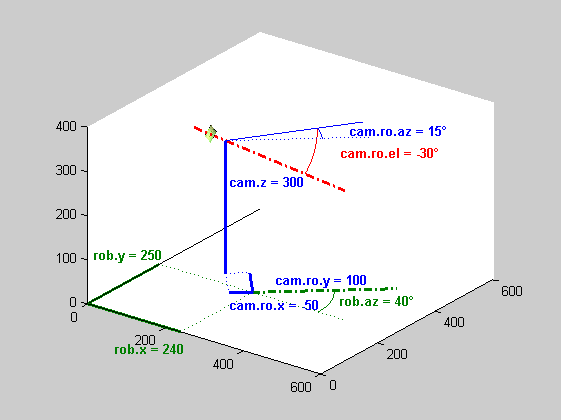 400
cam.ro.az = 15°
cam.ro.el = -30°
300
cam.z = 300
200
rob.y = 250
100
cam.ro.y = 100
600
0
cam.ro.x = -50
rob.az = 40°
0
400
200
rob.x = 240
200
400
600
0